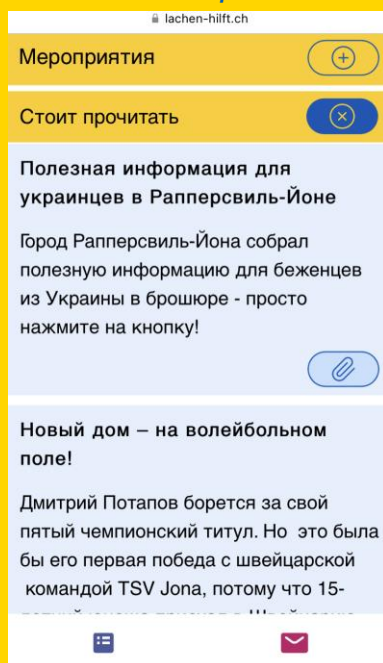 lachen-hilft.ch
Мероприятия
Стоит прочитать
Полезная информация для
украинцев в Рапперсвиль-Йоне
Город Рапперсвиль-Йона собрал
полезную информацию для беженцев
из Украины в брошюре - просто
нажмите на кнопку!
Новый дом – на волейбольном
поле!
Дмитрий Потапов борется за свой
пятый чемпионский титул. Но это была
бы его первая победа с швейцарской
командой TSV Jona, потому что 15-